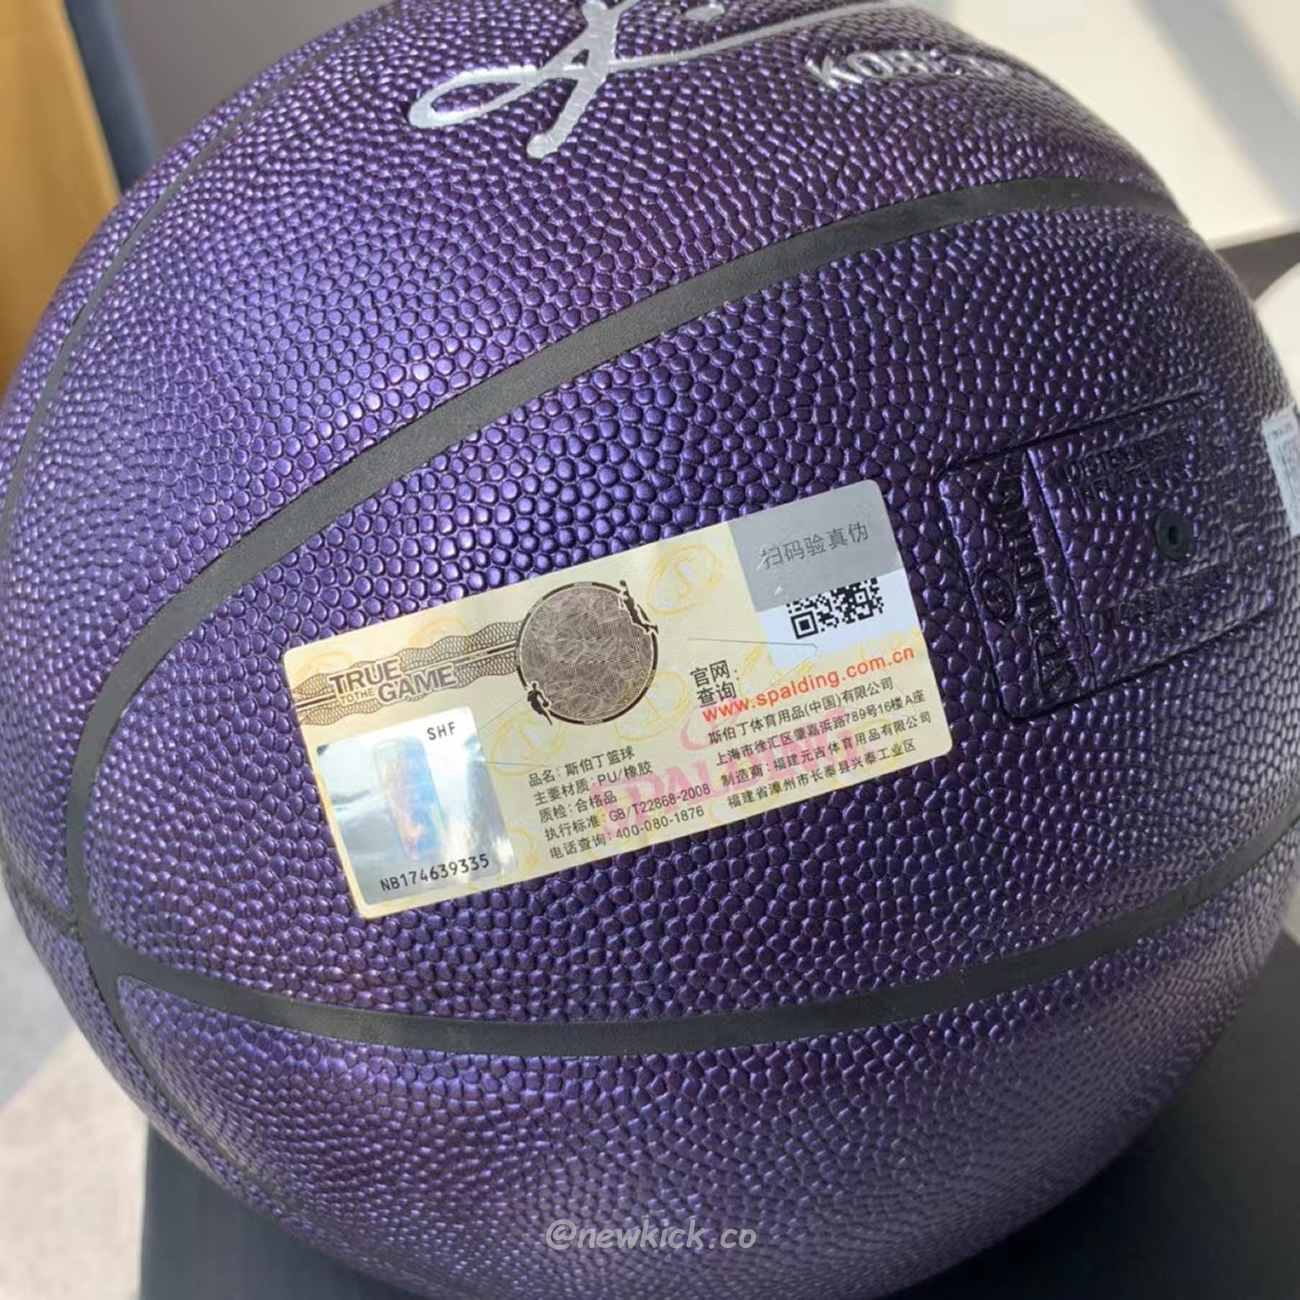 KOBE
扫码验真伪
TRUE
TO THE
GAME
SHF
NB174639335
官网
查询:
www.spalding.com.cn
品名: 斯伯丁篮球
主要材质: PU/橡胶
质检: 合格品
执行标准: GB/T22868-2008
电话查询: 400-080-1876
斯伯丁体育用品(中国)有限公司
上海市徐汇区肇嘉浜路789号16楼A座
制造商: 福建元吉体育用品有限公司
福建省漳州市长泰县兴泰工业区
SPALDING
@newkick.co